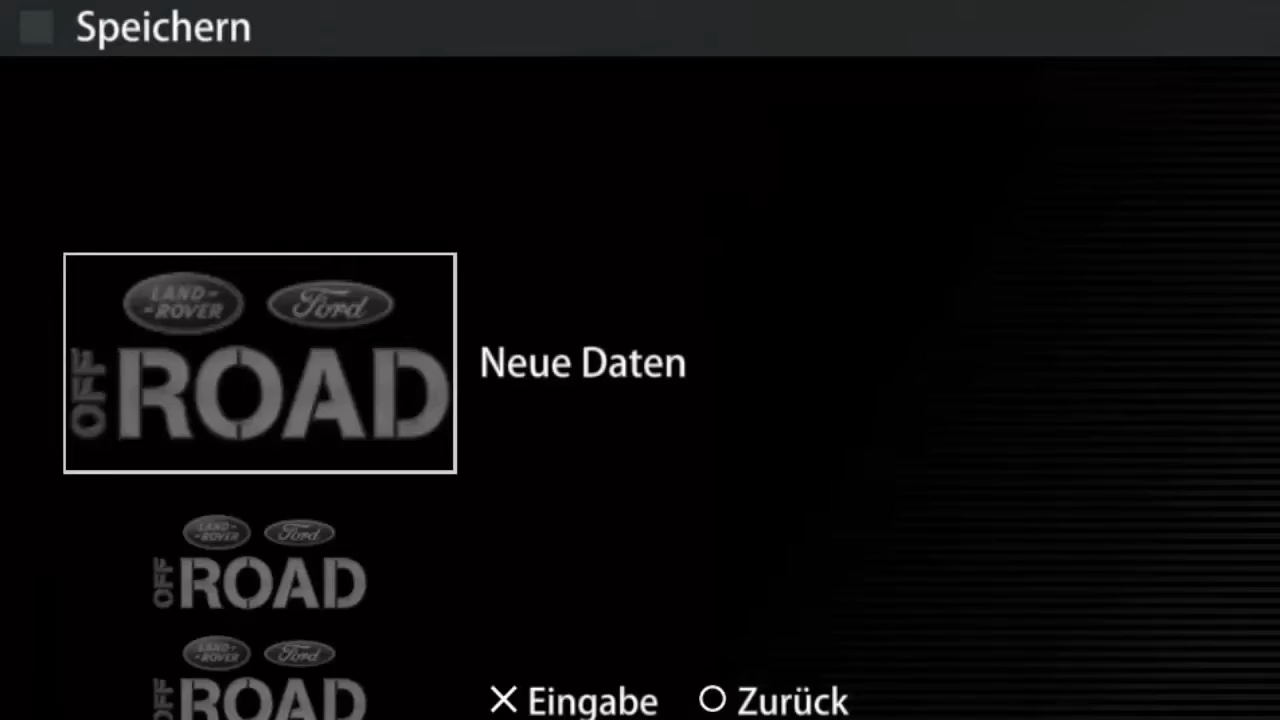 Speichern
LAND-
-ROVER
Ford
OFF ROAD
Neue Daten
LAND-
-ROVER
Ford
OFF ROAD
LAND-
-ROVER
Ford
OFF ROAD
Eingabe Zurück